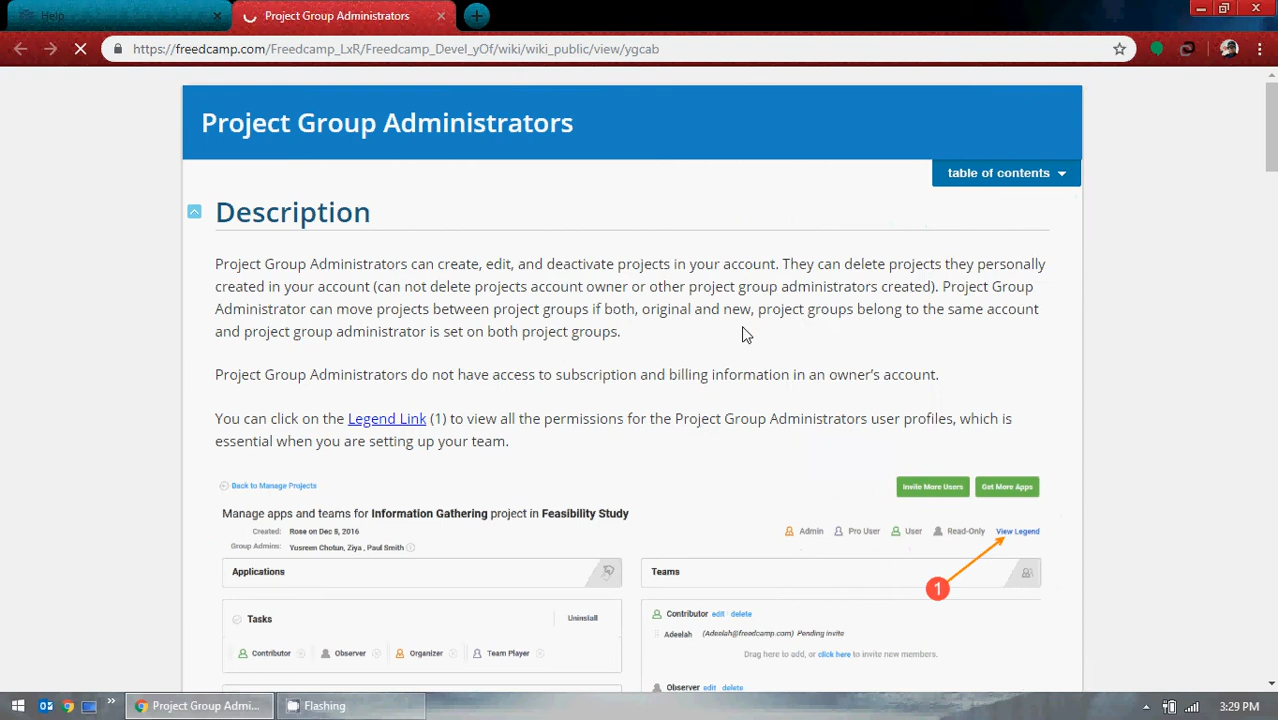 Help
Project Group Administrators
https://freedcamp.com/Freedcamp_LxR/Freedcamp_Devel_yOf/wiki/wiki_public/view/ygcab
Project Group Administrators
table of contents
Description
Project Group Administrators can create, edit, and deactivate projects in your account. They can delete projects they personally
created in your account (can not delete projects account owner or other project group administrators created). Project Group
Administrator can move projects between project groups if both, original and new, project groups belong to the same account
and project group administrator is set on both project groups.
Project Group Administrators do not have access to subscription and billing information in an owner's account.
You can click on the Legend Link (1) to view all the permissions for the Project Group Administrators user profiles, which is
essential when you are setting up your team.
Back to Manage Projects
Invite More Users
Get More Apps
Manage apps and teams for Information Gathering project in Feasibility Study
Created: Rose on Dec 8, 2016
Admin Pro User User Read-Only View Legend
Group Admins: Yusreen Chotun, Ziya , Paul Smith
Applications
Teams
1
Tasks
Uninstall
Contributor edit delete
Adeelah (Adeelah@freedcamp.com) Pending invite
Contributor Observer Organizer Team Player
Drag here to add, or click here to invite new members.
Observer edit delete
Project Group Admi...
Flashing
3:29 PM